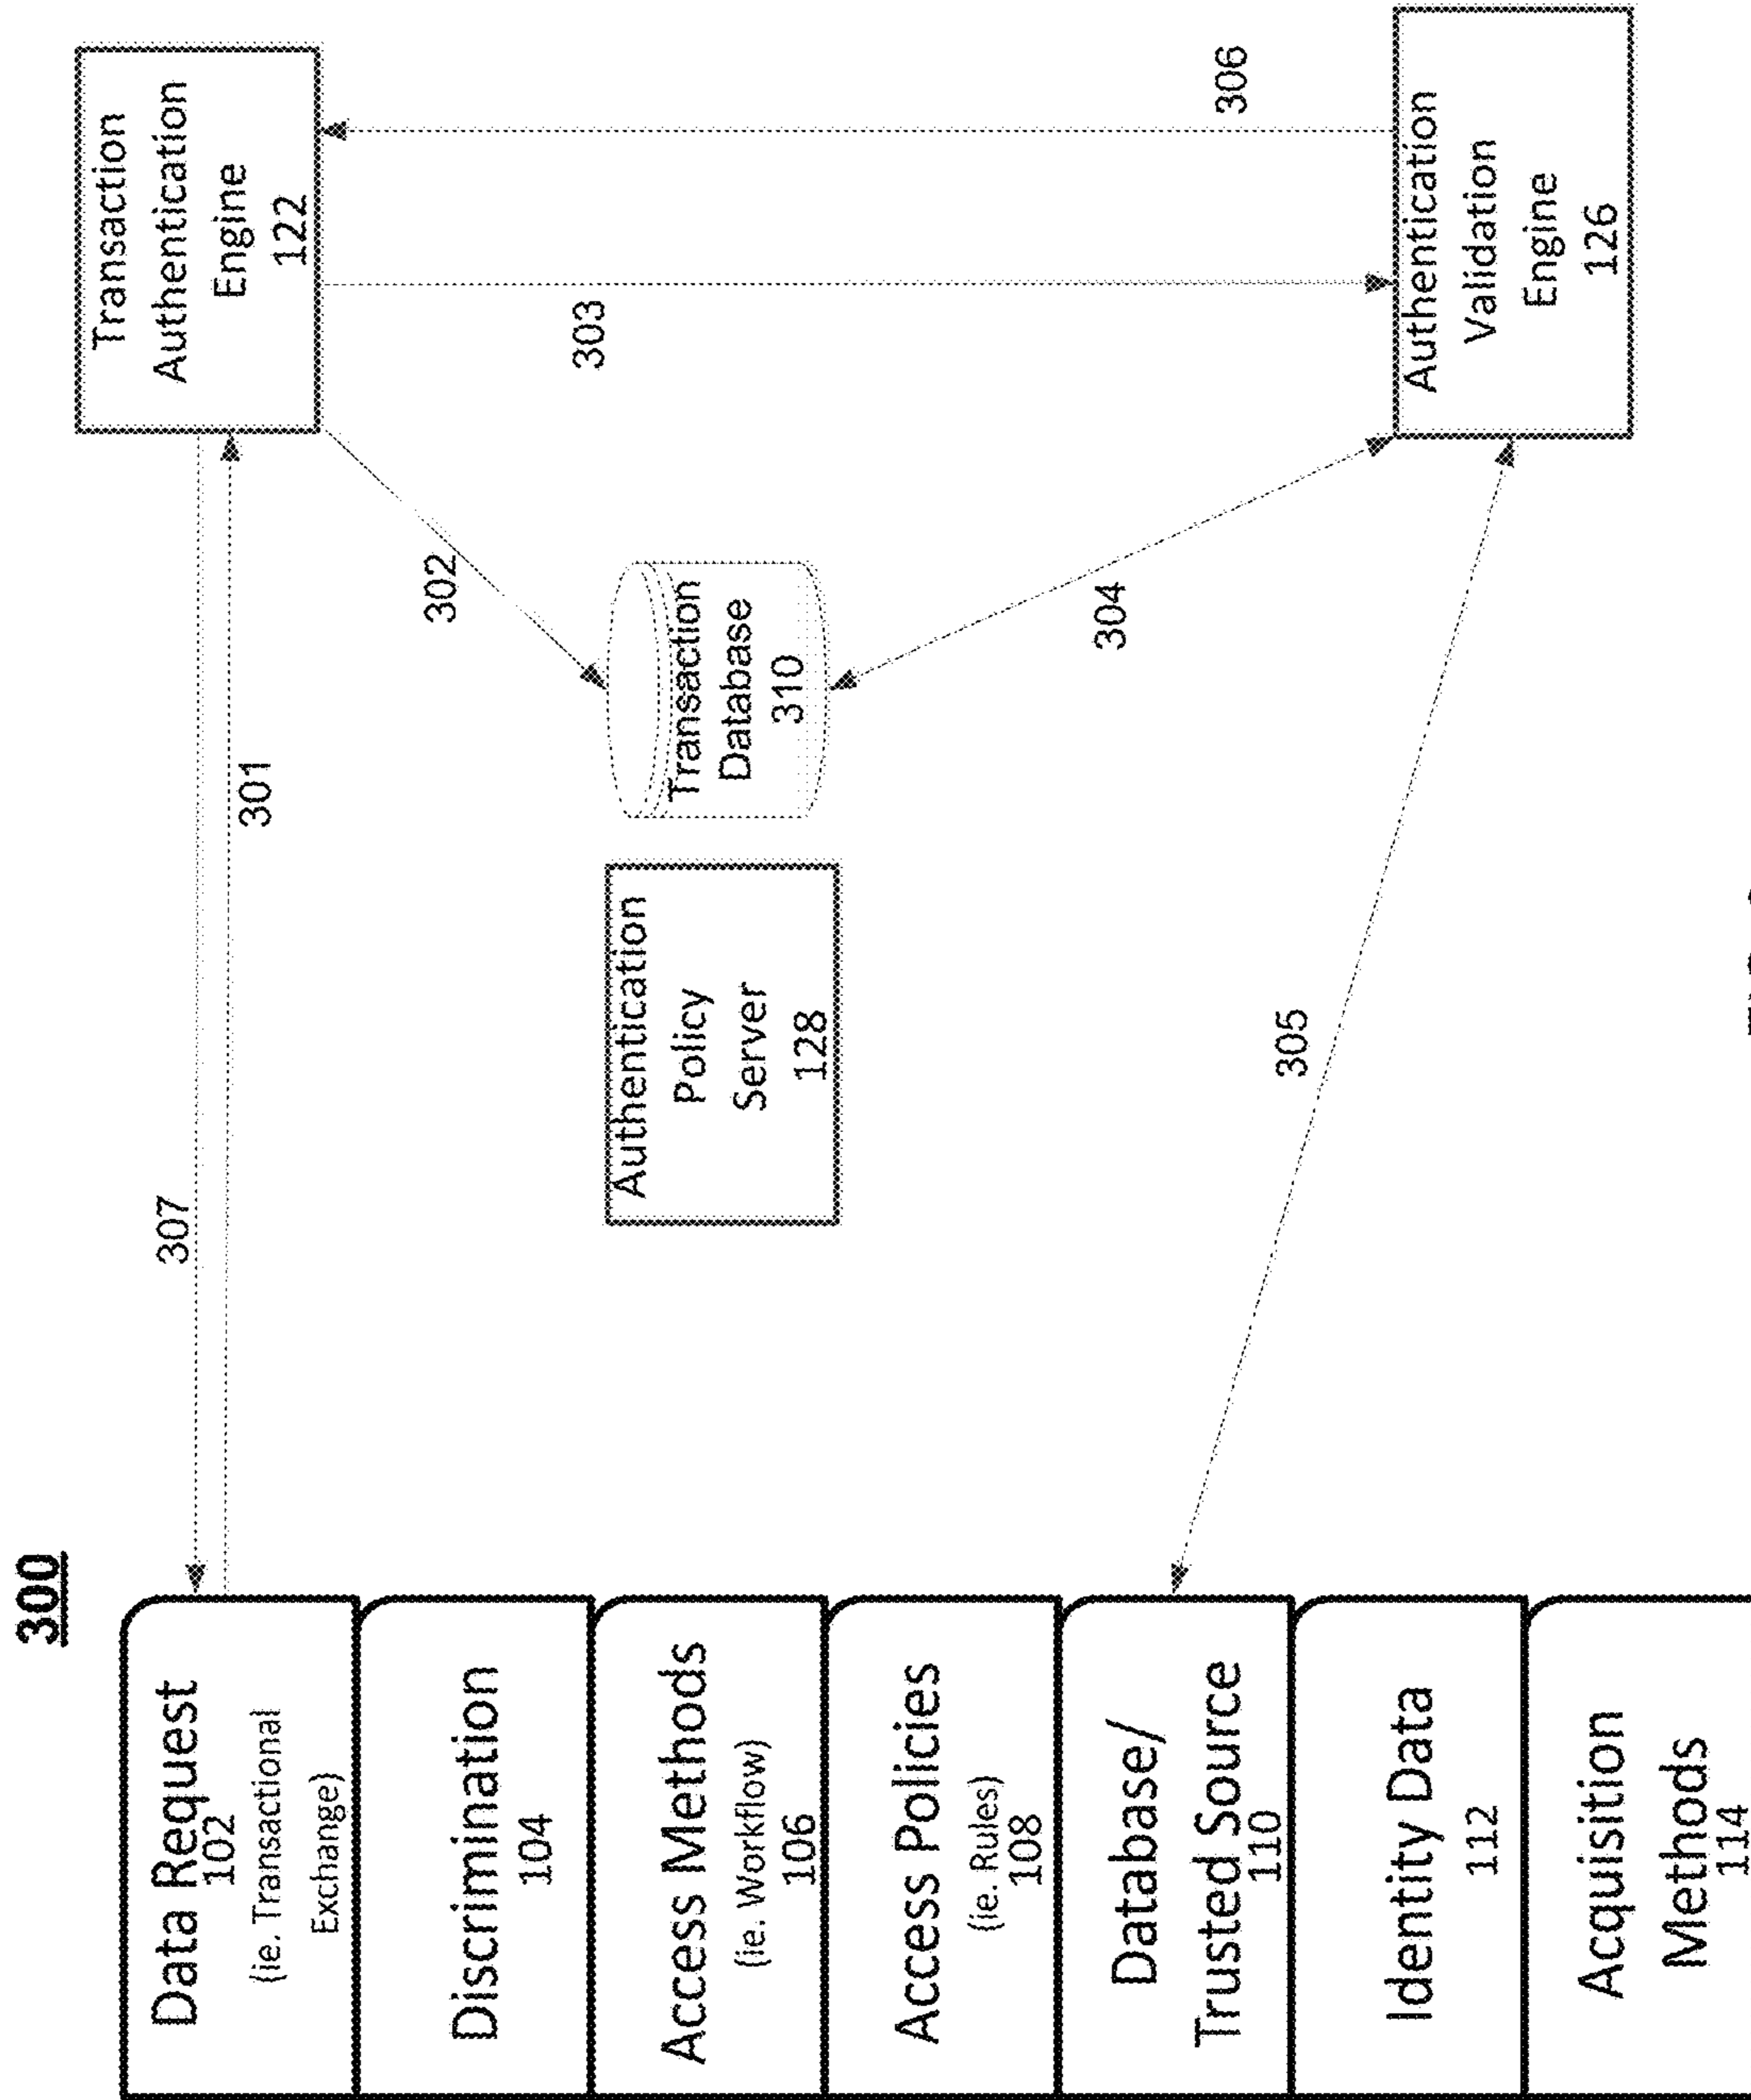 300
Data Request
102
(ie. Transactional
Exchange)
Discrimination
104
Access Methods
(ie. Workflow)
106
Access Policies
(ie. Rules)
108
Database/
Trusted Source
110
Identity Data
112
Acquisition
Methods
114
307
301
302
303
304
305
306
Authentication
Policy
Server
128
Transaction
Database
310
Transaction
Authentication
Engine
122
Authentication
Validation
Engine
126